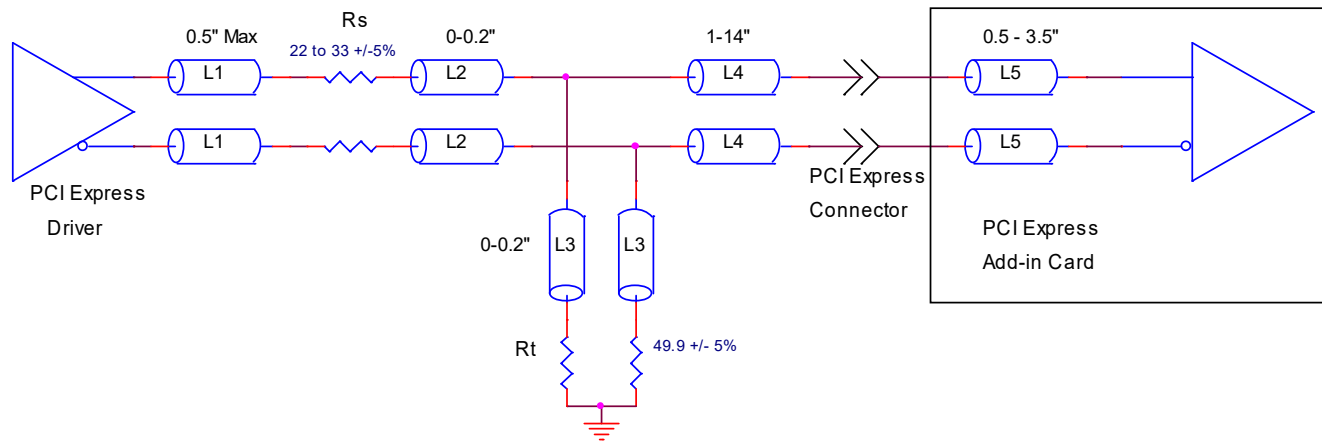 Rs
0.5" Max
22 to 33 +/-5%
0-0.2"
1-14"
0.5 - 3.5"
L1
L2
L4
L5
L1
L2
L4
L5
PCI Express
Driver
PCI Express
Connector
0-0.2"
L3
L3
PCI Express
Add-in Card
Rt
49.9 +/- 5%